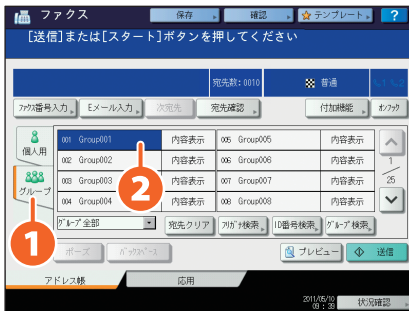 ファクス 保存 確認 テンプレート ?
[送信]または[スタート]ボタンを押してください
宛先数:0010 普通
ファクス番号入力 Eメール入力 次宛先 宛先確認 付加機能 オンフック
個人用
グループ
001 Group001 内容表示 005 Group005 内容表示
002 Group002 内容表示 006 Group006 内容表示
003 Group003 内容表示 007 Group007 内容表示
004 Group004 内容表示 008 Group008 内容表示
1
25
1
2
グループ全部 宛先クリア フリガナ検索 ID番号検索 グループ検索
ポーズ バックスペース プレビュー 送信
アドレス帳 応用
2011/05/10
09:39 状況確認